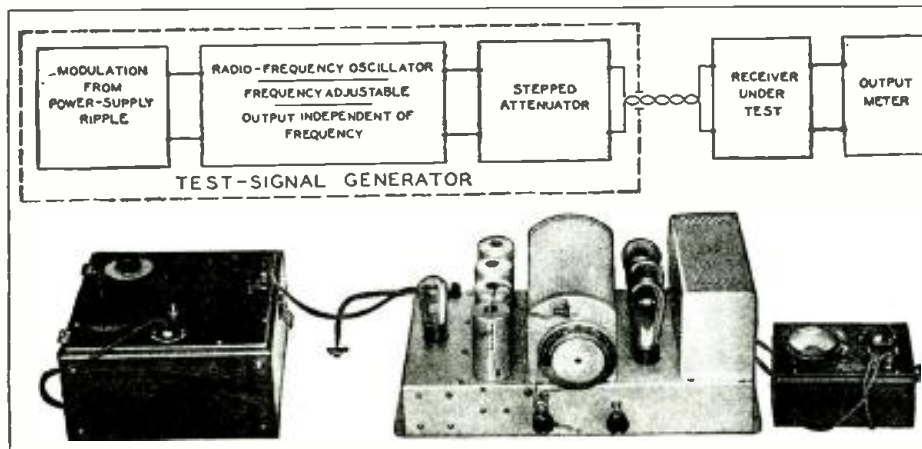 MODULATION
FROM
POWER-SUPPLY
RIPPLE
RADIO-FREQUENCY OSCILLATOR
FREQUENCY ADJUSTABLE
OUTPUT INDEPENDENT OF
FREQUENCY
STEPPED
ATTENUATOR
RECEIVER
UNDER
TEST
OUTPUT
METER
TEST-SIGNAL GENERATOR